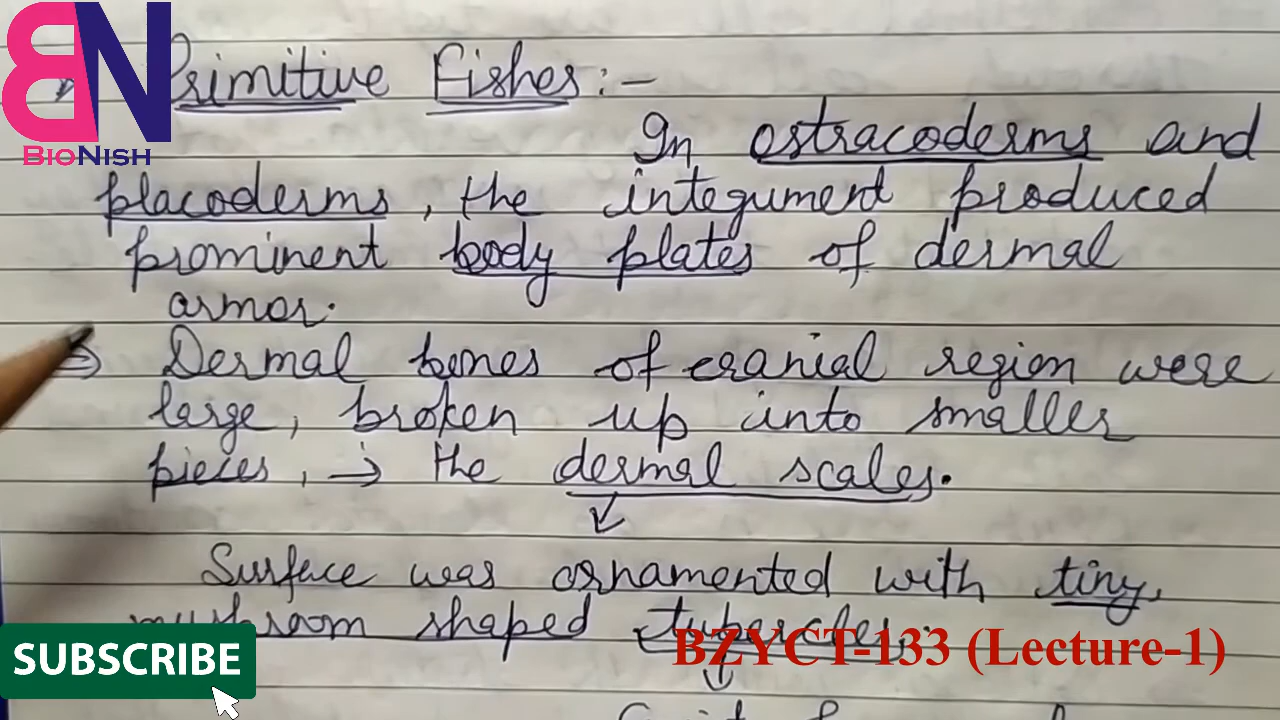 BN
BIONISH
Primitive Fishes :-
In ostracoderms and
placoderms, the integument produced
prominent body plates of dermal
armor.
⇒ Dermal bones of cranial region were
large, broken up into smaller
pieces, → the dermal scales.
Surface was ornamented with tiny,
mushroom shaped tubercles.
BZYCT-133 (Lecture-1)
SUBSCRIBE